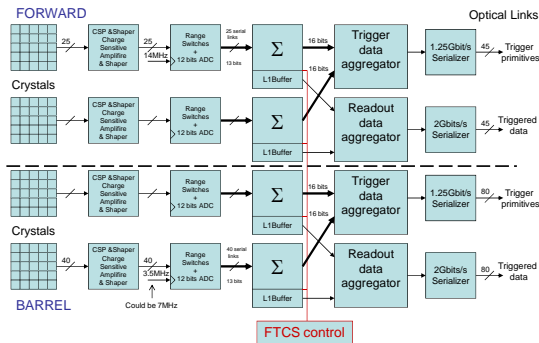 FORWARD
Optical Links
25
CSP &Shaper
Charge
Sensitive
Amplifire
& Shaper
25
14MHz
Range
Switches
+
12 bits ADC
25 serial
links
13 bits
Σ
L1Buffer
16 bits
Trigger
data
aggregator
1.25Gbit/s
Serializer
45
Trigger
primitives
Crystals
CSP &Shaper
Charge
Sensitive
Amplifire
& Shaper
Range
Switches
+
12 bits ADC
Σ
L1Buffer
16 bits
Readout
data
aggregator
2Gbits/s
Serializer
45
Triggered
data
CSP &Shaper
Charge
Sensitive
Amplifire
& Shaper
Range
Switches
+
12 bits ADC
Σ
L1Buffer
16 bits
Trigger
data
aggregator
1.25Gbit/s
Serializer
80
Trigger
primitives
Crystals
40
CSP &Shaper
Charge
Sensitive
Amplifire
& Shaper
40
3.5MHz
Range
Switches
+
12 bits ADC
40 serial
links
13 bits
Σ
L1Buffer
16 bits
Readout
data
aggregator
2Gbits/s
Serializer
80
Triggered
data
BARREL
Could be 7MHz
FTCS control